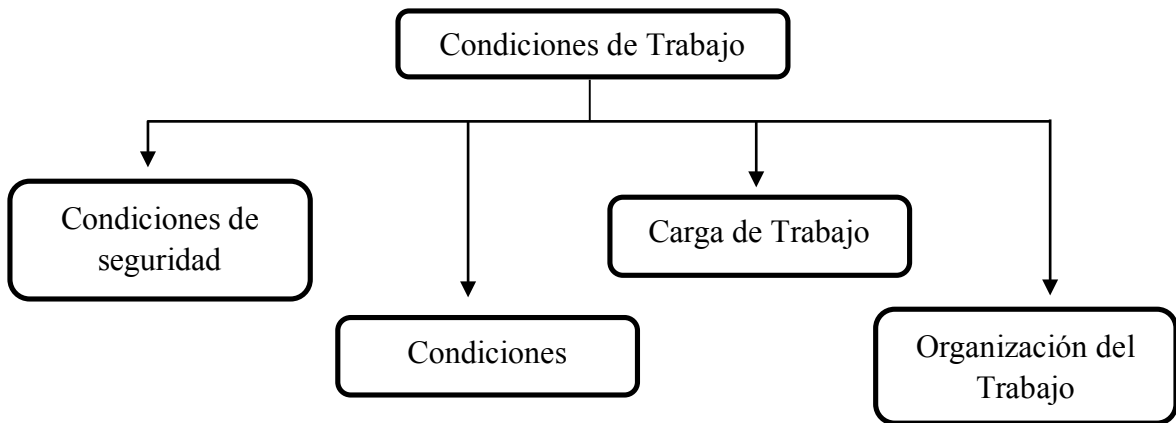 Condiciones de Trabajo
Condiciones de
seguridad
Carga de Trabajo
Condiciones
Organización del
Trabajo